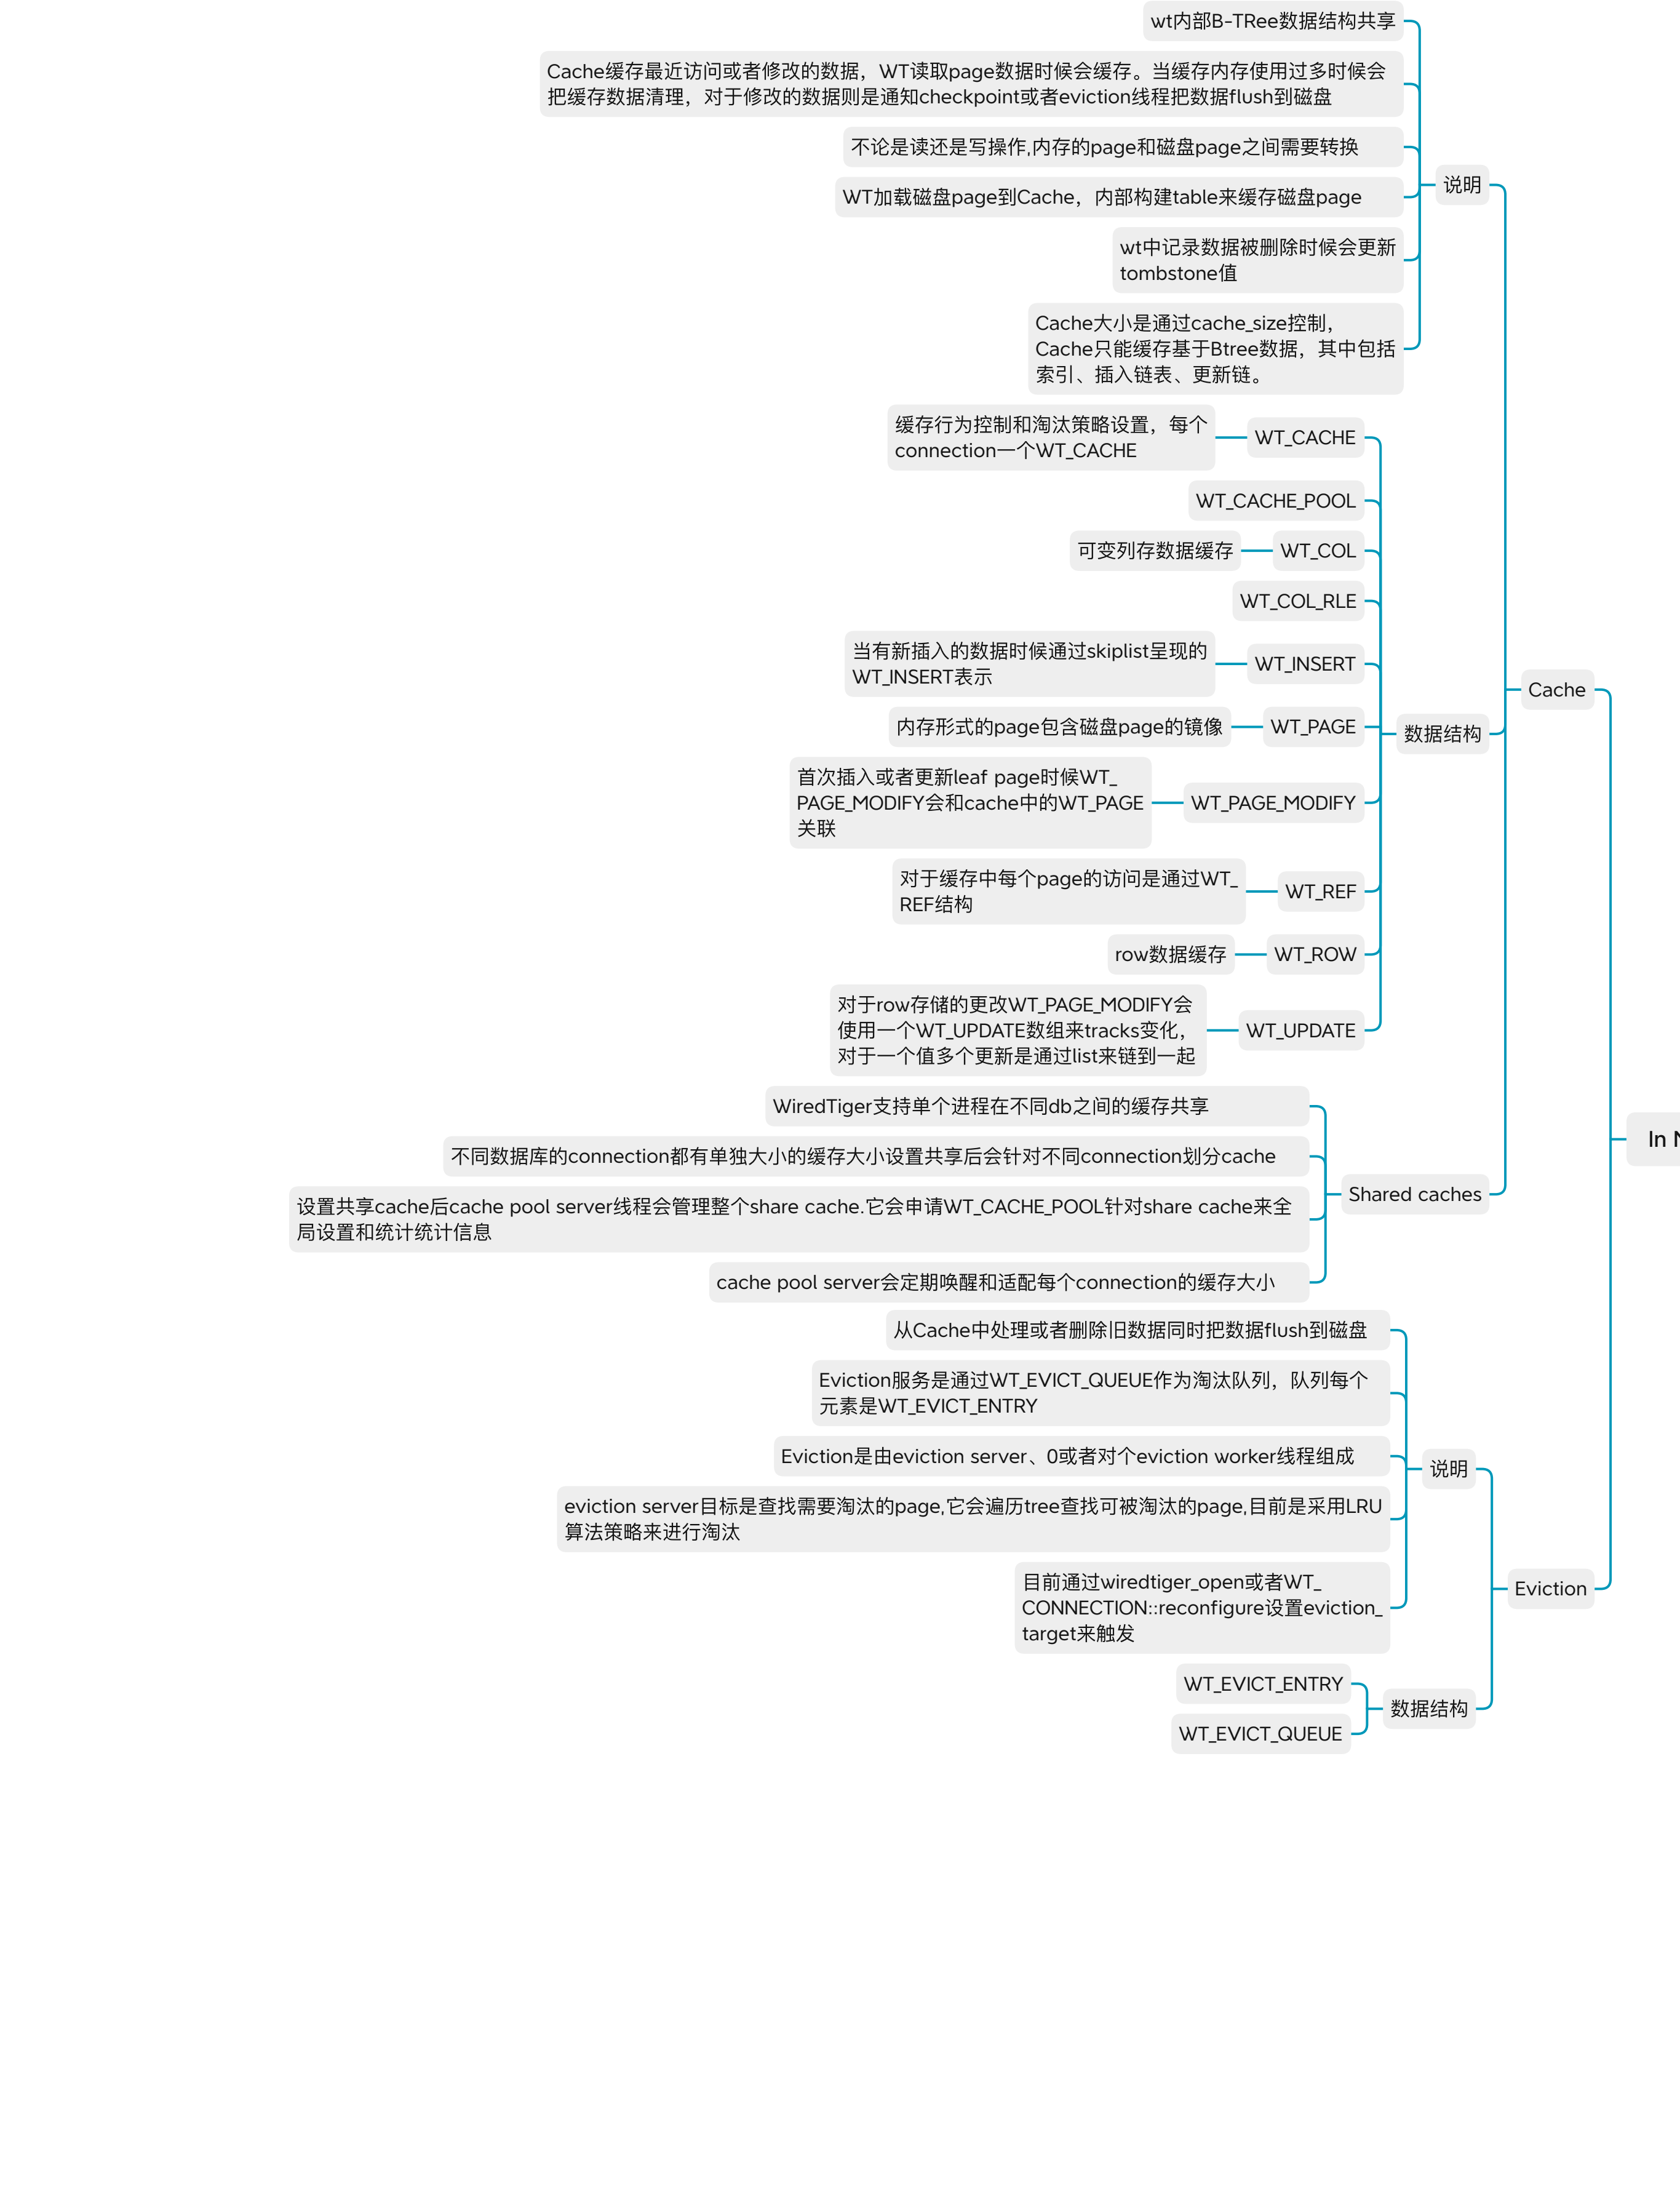 wt内部B-TRee数据结构共享
Cache缓存最近访问或者修改的数据，WT读取page数据时候会缓存。当缓存内存使用过多时候会
把缓存数据清理，对于修改的数据则是通知checkpoint或者eviction线程把数据flush到磁盘
不论是读还是写操作,内存的page和磁盘page之间需要转换
WT加载磁盘page到Cache，内部构建table来缓存磁盘page
wt中记录数据被删除时候会更新
tombstone值
Cache大小是通过cache_size控制，
Cache只能缓存基于Btree数据，其中包括
索引、插入链表、更新链。
说明
缓存行为控制和淘汰策略设置，每个
connection一个WT_CACHE
WT_CACHE
WT_CACHE_POOL
可变列存数据缓存
WT_COL
WT_COL_RLE
当有新插入的数据时候通过skiplist呈现的
WT_INSERT表示
WT_INSERT
内存形式的page包含磁盘page的镜像
WT_PAGE
首次插入或者更新leaf page时候WT_
PAGE_MODIFY会和cache中的WT_PAGE
关联
WT_PAGE_MODIFY
对于缓存中每个page的访问是通过WT_
REF结构
WT_REF
row数据缓存
WT_ROW
对于row存储的更改WT_PAGE_MODIFY会
使用一个WT_UPDATE数组来tracks变化，
对于一个值多个更新是通过list来链到一起
WT_UPDATE
数据结构
Cache
WiredTiger支持单个进程在不同db之间的缓存共享
不同数据库的connection都有单独大小的缓存大小设置共享后会针对不同connection划分cache
设置共享cache后cache pool server线程会管理整个share cache.它会申请WT_CACHE_POOL针对share cache来全
局设置和统计统计信息
cache pool server会定期唤醒和适配每个connection的缓存大小
Shared caches
In
从Cache中处理或者删除旧数据同时把数据flush到磁盘
Eviction服务是通过WT_EVICT_QUEUE作为淘汰队列，队列每个
元素是WT_EVICT_ENTRY
Eviction是由eviction server、0或者对个eviction worker线程组成
eviction server目标是查找需要淘汰的page,它会遍历tree查找可被淘汰的page,目前是采用LRU
算法策略来进行淘汰
目前通过wiredtiger_open或者WT_
CONNECTION::reconfigure设置eviction_
target来触发
说明
Eviction
WT_EVICT_ENTRY
WT_EVICT_QUEUE
数据结构